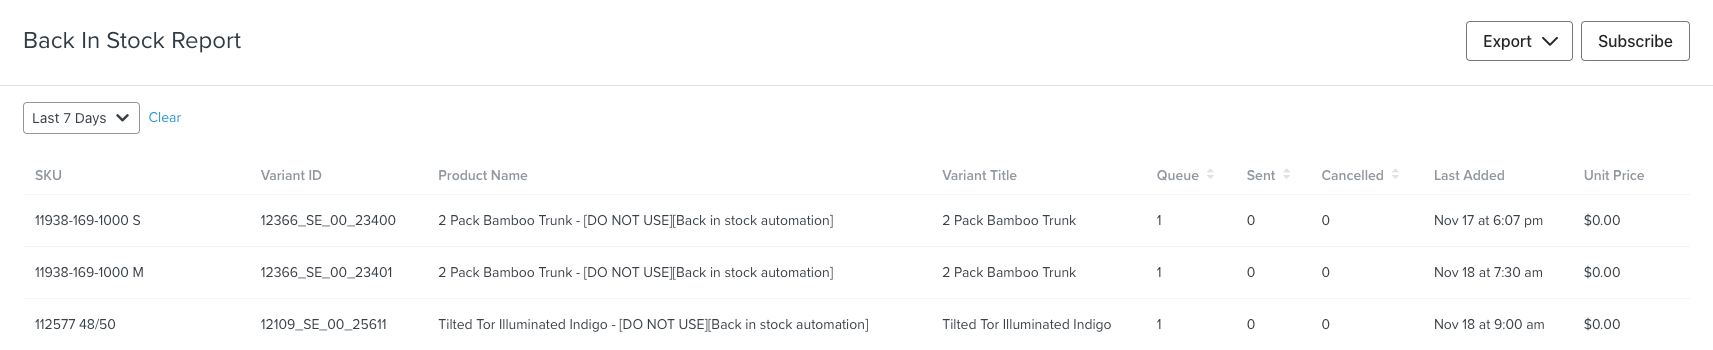 Back In Stock Report
Export
Subscribe
Last 7 Days
Clear
SKU Variant ID Product Name Variant Title Queue Sent Cancelled Last Added Unit Price
11938-169-1000 S 12366_SE_00_23400 2 Pack Bamboo Trunk - [DO NOT USE][Back in stock automation] 2 Pack Bamboo Trunk 1 0 0 Nov 17 at 6:07 pm $0.00
11938-169-1000 M 12366_SE_00_23401 2 Pack Bamboo Trunk - [DO NOT USE][Back in stock automation] 2 Pack Bamboo Trunk 1 0 0 Nov 18 at 7:30 am $0.00
112577 48/50 12109_SE_00_25611 Tilted Tor Illuminated Indigo - [DO NOT USE][Back in stock automation] Tilted Tor Illuminated Indigo 1 0 0 Nov 18 at 9:00 am $0.00